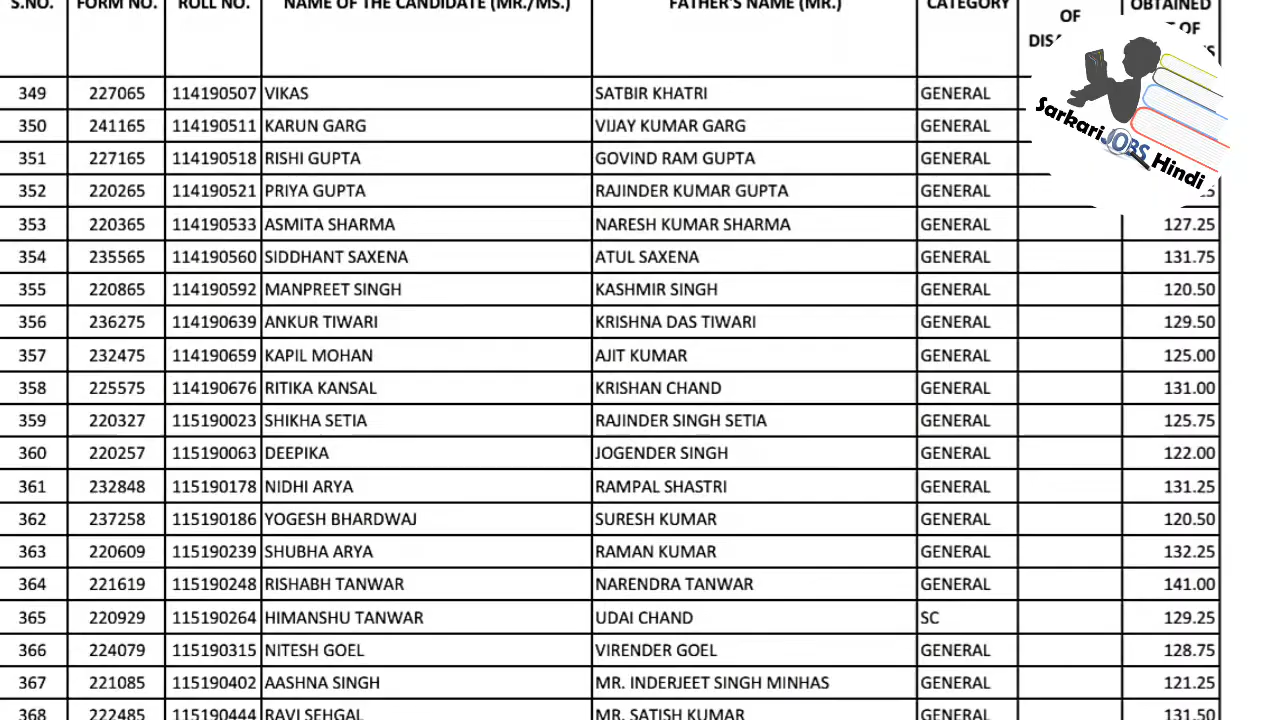 S.NO. FORM NO. ROLL NO. NAME OF THE CANDIDATE (MR./MS.) FATHER'S NAME (MR.) CATEGORY OF OBTAINED
OF
349 227065 114190507 VIKAS SATBIR KHATRI GENERAL
350 241165 114190511 KARUN GARG VIJAY KUMAR GARG GENERAL
351 227165 114190518 RISHI GUPTA GOVIND RAM GUPTA GENERAL
352 220265 114190521 PRIYA GUPTA RAJINDER KUMAR GUPTA GENERAL
353 220365 114190533 ASMITA SHARMA NARESH KUMAR SHARMA GENERAL 127.25
354 235565 114190560 SIDDHANT SAXENA ATUL SAXENA GENERAL 131.75
355 220865 114190592 MANPREET SINGH KASHMIR SINGH GENERAL 120.50
356 236275 114190639 ANKUR TIWARI KRISHNA DAS TIWARI GENERAL 129.50
357 232475 114190659 KAPIL MOHAN AJIT KUMAR GENERAL 125.00
358 225575 114190676 RITIKA KANSAL KRISHAN CHAND GENERAL 131.00
359 220327 115190023 SHIKHA SETIA RAJINDER SINGH SETIA GENERAL 125.75
360 220257 115190063 DEEPIKA JOGENDER SINGH GENERAL 122.00
361 232848 115190178 NIDHI ARYA RAMPAL SHASTRI GENERAL 131.25
362 237258 115190186 YOGESH BHARDWAJ SURESH KUMAR GENERAL 120.50
363 220609 115190239 SHUBHA ARYA RAMAN KUMAR GENERAL 132.25
364 221619 115190248 RISHABH TANWAR NARENDRA TANWAR GENERAL 141.00
365 220929 115190264 HIMANSHU TANWAR UDAI CHAND SC 129.25
366 224079 115190315 NITESH GOEL VIRENDER GOEL GENERAL 128.75
367 221085 115190402 AASHNA SINGH MR. INDERJEET SINGH MINHAS GENERAL 121.25
368 222485 115190444 RAVI SEHGAL MR. SATISH KUMAR GENERAL 131.50
Sarkari JOBS Hindi